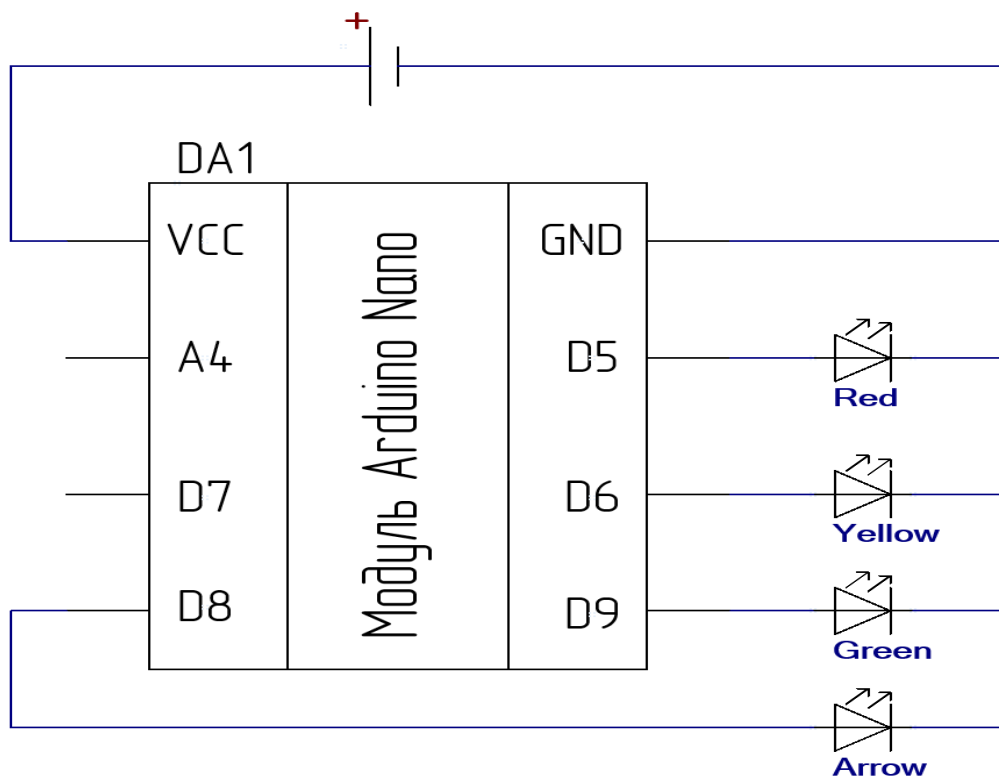 +
DA1
VCC
GND
A4
D5
Red
D7
D6
Yellow
D8
D9
Green
Arrow
Модуль Arduino Nano